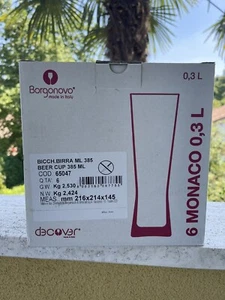 Borgonovo
made in Italy
0,3 L
6 MONACO 0,3 L
BICCH.BIRRA ML 385
BEER CUP 385 ML
COD. 65047
Q.TA' 6
G.W. Kg 2,530
N.W. Kg 2,424
MEAS. mm 216x214x145
decover